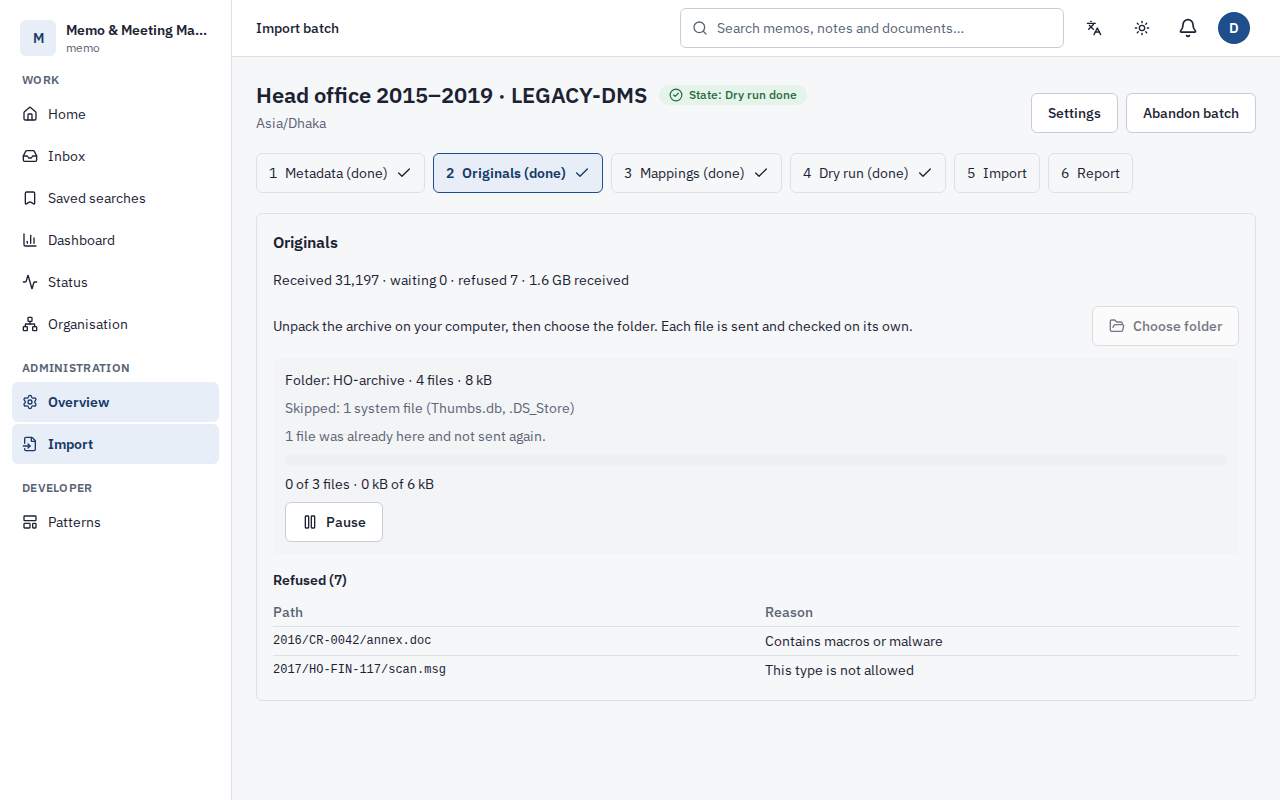 M
Memo & Meeting Ma...
memo
Import batch
Search memos, notes and documents...
D
WORK
Home
Inbox
Saved searches
Dashboard
Status
Organisation
ADMINISTRATION
Overview
Import
DEVELOPER
Patterns
Head office 2015–2019 · LEGACY-DMS
State: Dry run done
Asia/Dhaka
Settings
Abandon batch
1 Metadata (done)
2 Originals (done)
3 Mappings (done)
4 Dry run (done)
5 Import
6 Report
Originals
Received 31,197 · waiting 0 · refused 7 · 1.6 GB received
Unpack the archive on your computer, then choose the folder. Each file is sent and checked on its own.
Choose folder
Folder: HO-archive · 4 files · 8 kB
Skipped: 1 system file (Thumbs.db, .DS_Store)
1 file was already here and not sent again.
0 of 3 files · 0 kB of 6 kB
Pause
Refused (7)
Path Reason
2016/CR-0042/annex.doc Contains macros or malware
2017/HO-FIN-117/scan.msg This type is not allowed